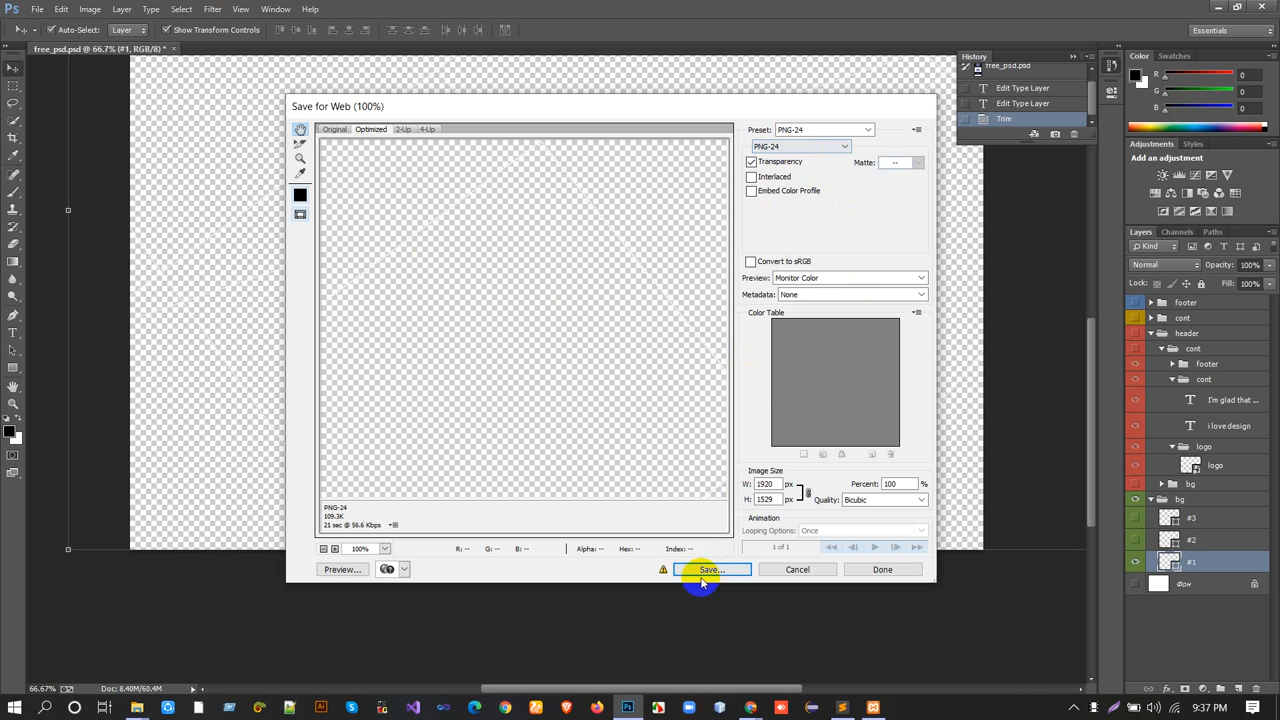 Ps File Edit Image Layer Type Select Filter View Window Help
Auto-Select: Layer Show Transform Controls Essentials
free_psd.psd @ 66.7% (#1, RGB/8) * ×
History
free_psd.psd
Edit Type Layer
Edit Type Layer
Trim
Color Swatches
R 0
G 0
B 0
Adjustments Styles
Add an adjustment
Layers Channels Paths
Kind
Normal Opacity: 100%
Lock: Fill: 100%
footer
cont
header
cont
footer
cont
T I'm glad that ...
T i love design
logo
logo
bg
bg
#3
#2
#1
Фон
Save for Web (100%)
Original Optimized 2-Up 4-Up
PNG-24
109.3K
21 sec @ 56.6 Kbps
100% R: -- G: -- B: -- Alpha: -- Hex: -- Index: --
Preset: PNG-24
PNG-24
Transparency Matte: --
Interlaced
Embed Color Profile
Convert to sRGB
Preview: Monitor Color
Metadata: None
Color Table
Image Size
W: 1920 px Percent: 100 %
H: 1529 px Quality: Bicubic
Animation
Looping Options: Once
1 of 1
Preview... Save... Cancel Done
66.67% Doc: 8.40M/60.4M
9:37 PM